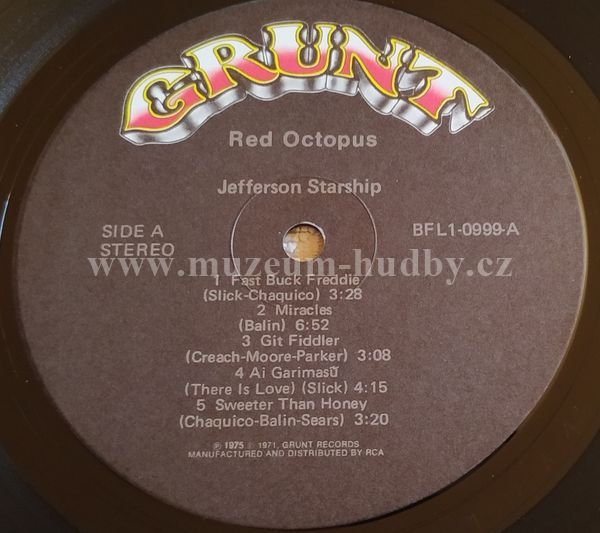 GRUNT
Red Octopus
Jefferson Starship
SIDE A
STEREO
BFL1-0999-A
www.muzeum-hudby.cz
1 Fast Buck Freddie
(Slick-Chaquico) 3:28
2 Miracles
(Balin) 6:52
3 Git Fiddler
(Creach-Moore-Parker) 3:08
4 Ai Garimasũ
(There Is Love) (Slick) 4:15
5 Sweeter Than Honey
(Chaquico-Balin-Sears) 3:20
℗ 1975 © 1971, GRUNT RECORDS
MANUFACTURED AND DISTRIBUTED BY RCA